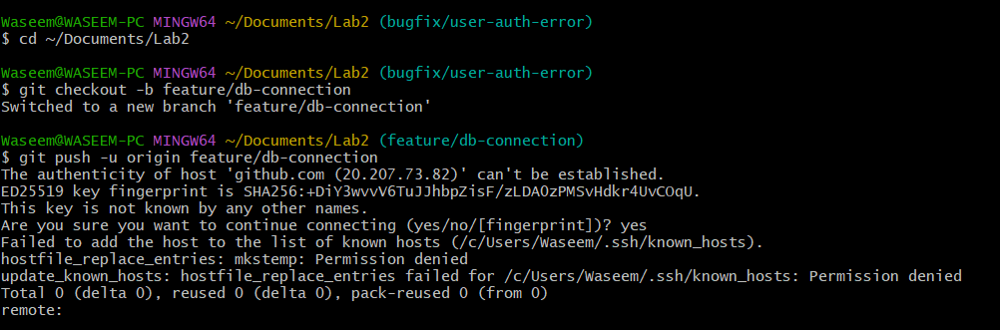 Waseem@WASEEM-PC MINGW64 ~/Documents/Lab2 (bugfix/user-auth-error)
$ cd ~/Documents/Lab2
Waseem@WASEEM-PC MINGW64 ~/Documents/Lab2 (bugfix/user-auth-error)
$ git checkout -b feature/db-connection
Switched to a new branch 'feature/db-connection'
Waseem@WASEEM-PC MINGW64 ~/Documents/Lab2 (feature/db-connection)
$ git push -u origin feature/db-connection
The authenticity of host 'github.com (20.207.73.82)' can't be established.
ED25519 key fingerprint is SHA256:+DiY3wvvV6TuJJhbpZisF/zLDA0zPMSvHdkr4UvCOqU.
This key is not known by any other names.
Are you sure you want to continue connecting (yes/no/[fingerprint])? yes
Failed to add the host to the list of known hosts (/c/Users/Waseem/.ssh/known_hosts).
hostfile_replace_entries: mkstemp: Permission denied
update_known_hosts: hostfile_replace_entries failed for /c/Users/Waseem/.ssh/known_hosts: Permission denied
Total 0 (delta 0), reused 0 (delta 0), pack-reused 0 (from 0)
remote: